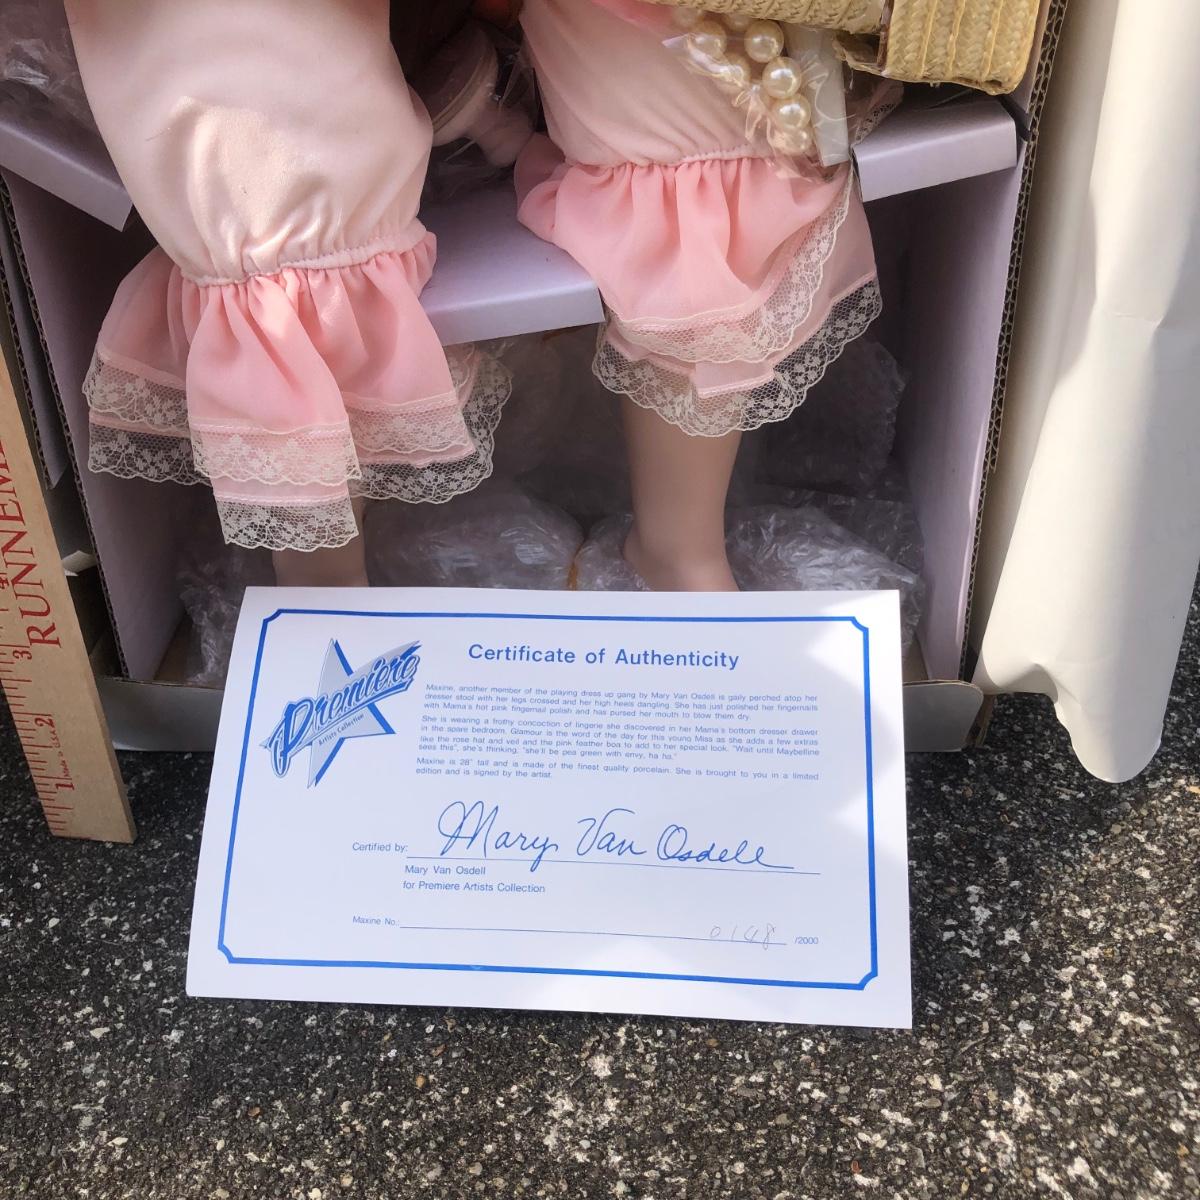 RUNNEM
Made in U.S.A.
1
2
3
4
Premiere
Artists Collection
Certificate of Authenticity
Maxine, another member of the playing dress up gang by Mary Van Osdell is gaily perched atop her
dresser stool with her legs crossed and her high heels dangling. She has just polished her fingernails
with Mama's hot pink fingernail polish and has pursed her mouth to blow them dry.
She is wearing a frothy concoction of lingerie she discovered in her Mama's bottom dresser drawer
in the spare bedroom. Glamour is the word of the day for this young Miss as she adds a few extras
like the rose hat and veil and the pink feather boa to add to her special look. "Wait until Maybelline
sees this", she's thinking, "she'll be pea green with envy, ha ha."
Maxine is 28" tall and is made of the finest quality porcelain. She is brought to you in a limited
edition and is signed by the artist.
Certified by: Mary Van Osdell
Mary Van Osdell
for Premiere Artists Collection
Maxine No.: 0148 /2000